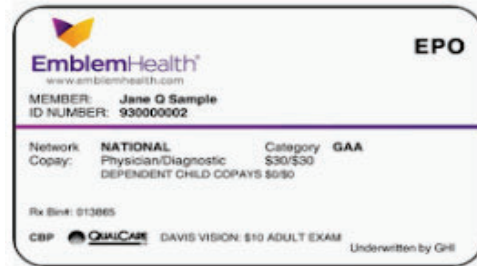 EmblemHealth®
EPO
www.emblemhealth.com
MEMBER: Jane Q Sample
ID NUMBER: 930000002
Network NATIONAL Category GAA
Copay: Physician/Diagnostic $30/$30
DEPENDENT CHILD COPAYS $0/$0
Rx Bin#: 013865
CBP QUALCARE DAVIS VISION: $10 ADULT EXAM
Underwritten by GHI